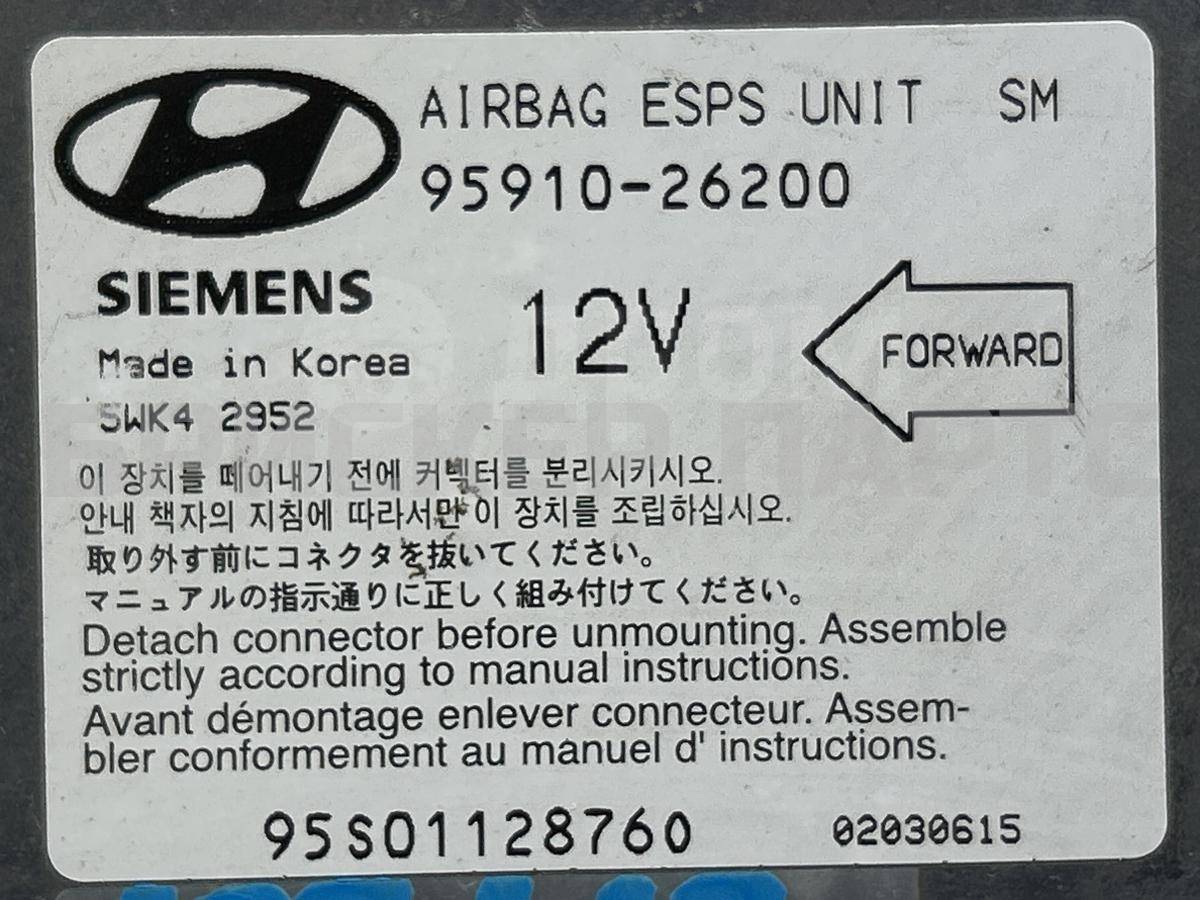 AIRBAG ESPS UNIT SM
95910-26200
SIEMENS
12V
FORWARD
Made in Korea
SWK4 2952
이 장치를 떼어내기 전에 커넥터를 분리시키시오.
안내 책자의 지침에 따라서만 이 장치를 조립하십시오.
取り外す前にコネクタを抜いてください。
マニュアルの指示通りに正しく組み付けてください。
Detach connector before unmounting. Assemble
strictly according to manual instructions.
Avant démontage enlever connecteur. Assem-
bler conformement au manuel d' instructions.
95S01128760
02030615